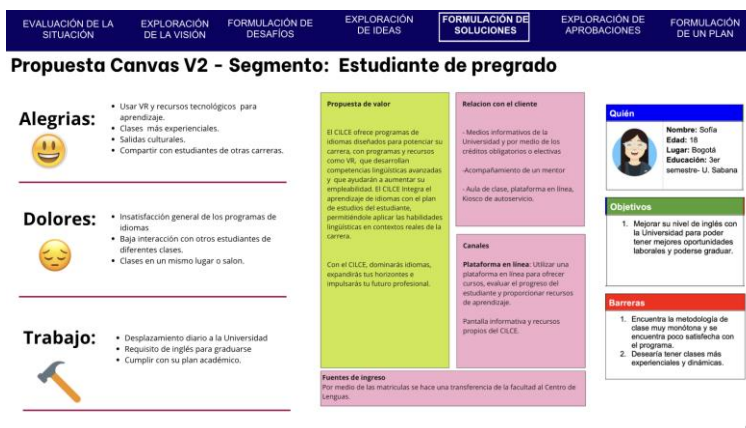 EVALUACIÓN DE LA
SITUACIÓN
EXPLORACIÓN
DE LA VISIÓN
FORMULACIÓN DE
DESAFÍOS
EXPLORACIÓN
DE IDEAS
FORMULACIÓN DE
SOLUCIONES
EXPLORACIÓN DE
APROBACIONES
FORMULACIÓN
DE UN PLAN
Propuesta Canvas V2 - Segmento: Estudiante de pregrado
Alegrias:
• Usar VR y recursos tecnológicos para
aprendizaje.
• Clases más experienciales.
• Salidas culturales.
• Compartir con estudiantes de otras carreras.
Dolores:
• Insatisfacción general de los programas de
idiomas
• Baja interacción con otros estudiantes de
diferentes clases.
• Clases en un mismo lugar o salon.
Trabajo:
• Desplazamiento diario a la Universidad
• Requisito de inglés para graduarse
• Cumplir con su plan académico.
Propuesta de valor
El CILCE ofrece programas de
idiomas diseñados para potenciar su
carrera, con programas y recursos
como VR, que desarrollan
competencias lingüísticas avanzadas
y que ayudarán a aumentar su
empleabilidad. El CILCE Integra el
aprendizaje de idiomas con el plan
de estudios del estudiante,
permitiéndole aplicar las habilidades
lingüísticas en contextos reales de la
carrera.
Con el CILCE, dominarás idiomas,
expandirás tus horizontes e
impulsarás tu futuro profesional.
Relacion con el cliente
- Medios informativos de la
Universidad y por medio de los
créditos obligatorios o electivas
-Acompañamiento de un mentor
- Aula de clase, plataforma en línea,
Kiosco de autoservicio.
Canales
Plataforma en línea: Utilizar una
plataforma en línea para ofrecer
cursos, evaluar el progreso del
estudiante y proporcionar recursos
de aprendizaje.
Pantalla informativa y recursos
propios del CILCE.
Fuentes de ingreso
Por medio de las matriculas se hace una transferencia de la facultad al Centro de
Lenguas.
Quién
Nombre: Sofía
Edad: 18
Lugar: Bogotá
Educación: 3er
semestre- U. Sabana
Objetivos
1. Mejorar su nivel de inglés con
la Universidad para poder
tener mejores oportunidades
laborales y poderse graduar.
Barreras
1. Encuentra la metodología de
clase muy monótona y se
encuentra poco satisfecha con
el programa.
2. Desearía tener clases más
experienciales y dinámicas.